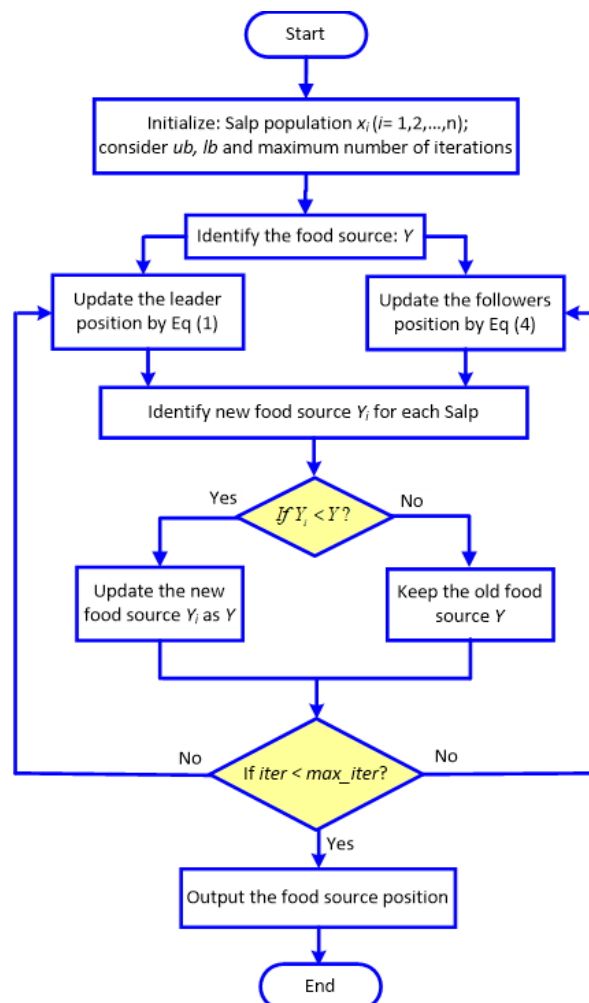 Start
Initialize: Salp population xi (i= 1,2,...,n);
consider ub, lb and maximum number of iterations
Identify the food source: Y
Update the leader
position by Eq (1)
Update the followers
position by Eq (4)
Identify new food source Yi for each Salp
Yes
If Yi < Y?
No
Update the new
food source Yi as Y
Keep the old food
source Y
No
If iter < max_iter?
No
Yes
Output the food source position
End